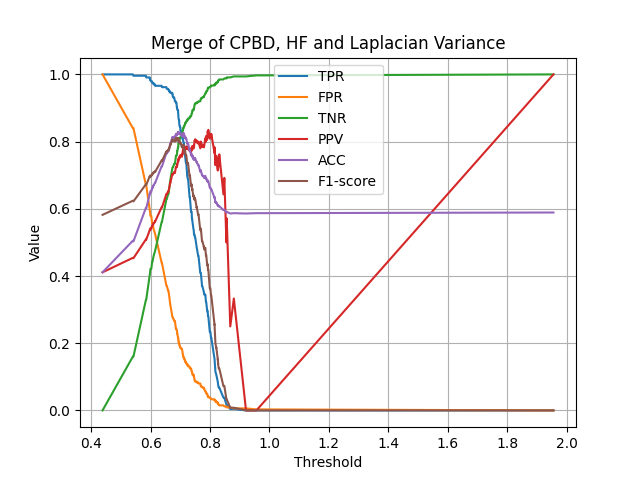 Merge of CPBD, HF and Laplacian Variance
1.0
0.8
0.6
0.4
0.2
0.0
Value
TPR
FPR
TNR
PPV
ACC
F1-score
0.4 0.6 0.8 1.0 1.2 1.4 1.6 1.8 2.0
Threshold